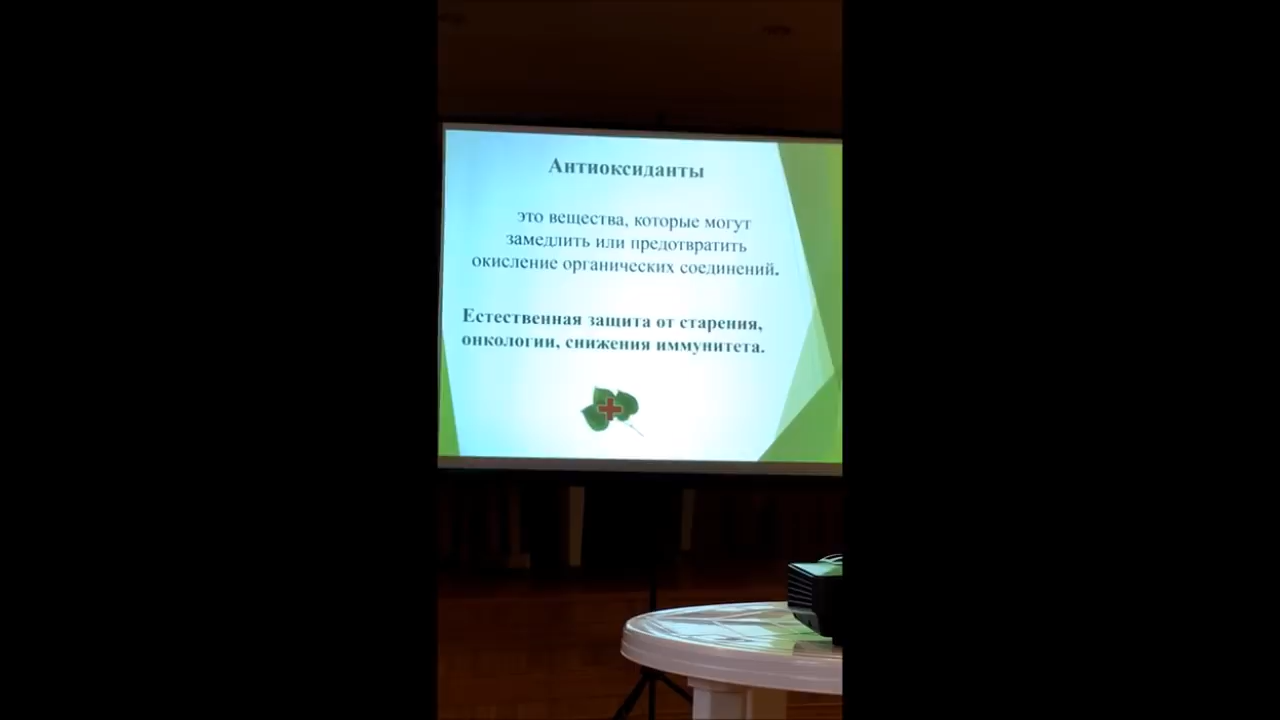 Антиоксиданты
это вещества, которые могут
замедлить или предотвратить
окисление органических соединений.
Естественная защита от старения,
онкологии, снижения иммунитета.